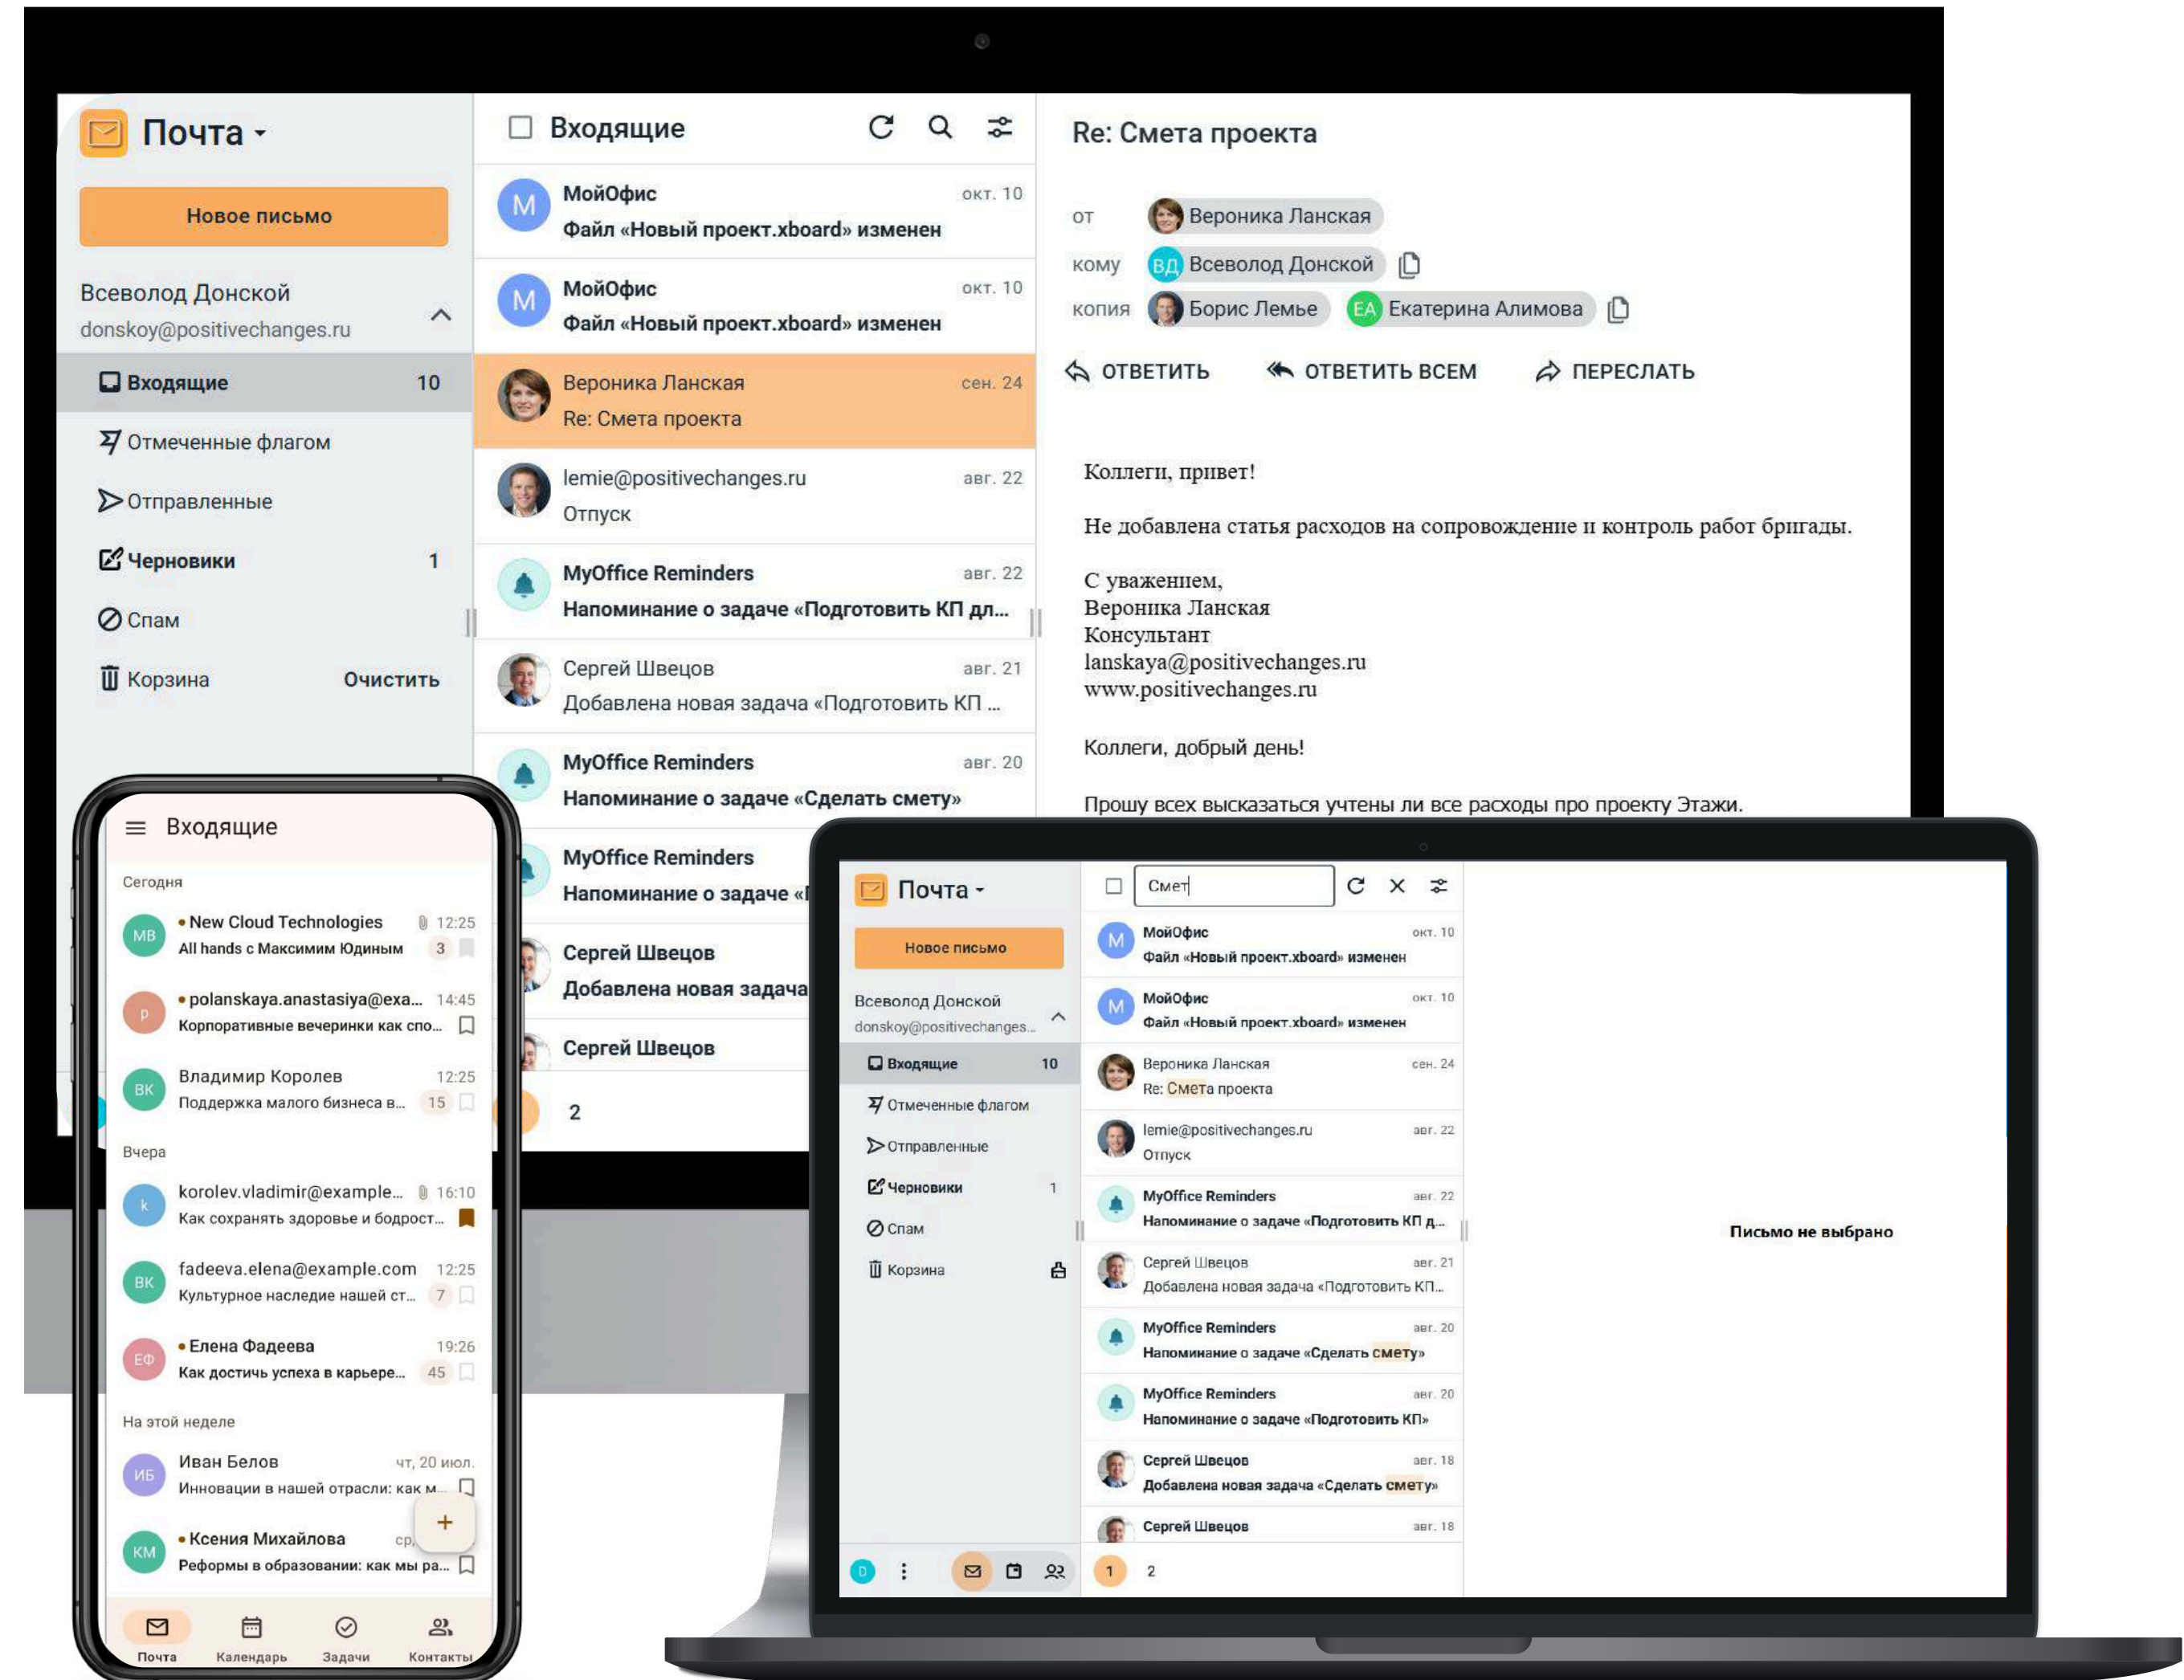 Почта
Новое письмо
Всеволод Донской
donskoy@positivechanges.ru
Входящие 10
Отмеченные флагом
Отправленные
Черновики 1
Спам
Корзина Очистить
Входящие
МойОфис окт. 10
Файл «Новый проект.xboard» изменен
МойОфис окт. 10
Файл «Новый проект.xboard» изменен
Вероника Ланская сен. 24
Re: Смета проекта
lemie@positivechanges.ru авг. 22
Отпуск
MyOffice Reminders авг. 22
Напоминание о задаче «Подготовить КП дл...
Сергей Швецов авг. 21
Добавлена новая задача «Подготовить КП ...
MyOffice Reminders авг. 20
Напоминание о задаче «Сделать смету»
MyOffice Reminders
Напоминание о задаче
Сергей Швецов
Добавлена новая задача
Сергей Швецов
2
Re: Смета проекта
от Вероника Ланская
кому ВД Всеволод Донской
копия Борис Лемье ЕА Екатерина Алимова
ОТВЕТИТЬ ОТВЕТИТЬ ВСЕМ ПЕРЕСЛАТЬ
Коллеги, привет!
Не добавлена статья расходов на сопровождение и контроль работ бригады.
С уважением,
Вероника Ланская
Консультант
lanskaya@positivechanges.ru
www.positivechanges.ru
Коллеги, добрый день!
Прошу всех высказаться учтены ли все расходы про проекту Этажи.
Входящие
Сегодня
МВ New Cloud Technologies 12:25
All hands с Максимим Юдиным 3
p polanskaya.anastasiya@exa... 14:45
Корпоративные вечеринки как спо...
ВК Владимир Королев 12:25
Поддержка малого бизнеса в... 15
Вчера
k korolev.vladimir@example... 16:10
Как сохранять здоровье и бодрост...
ВК fadeeva.elena@example.com 12:25
Культурное наследие нашей ст... 7
ЕФ Елена Фадеева 19:26
Как достичь успеха в карьере... 45
На этой неделе
ИБ Иван Белов чт, 20 июл.
Инновации в нашей отрасли: как м...
КМ Ксения Михайлова ср,
Реформы в образовании: как мы ра...
Почта Календарь Задачи Контакты
Почта
Новое письмо
Всеволод Донской
donskoy@positivechanges...
Входящие 10
Отмеченные флагом
Отправленные
Черновики 1
Спам
Корзина
D
Смет
М МойОфис окт. 10
Файл «Новый проект.xboard» изменен
М МойОфис окт. 10
Файл «Новый проект.xboard» изменен
Вероника Ланская сен. 24
Re: Смета проекта
lemie@positivechanges.ru авг. 22
Отпуск
MyOffice Reminders авг. 22
Напоминание о задаче «Подготовить КП д...
Сергей Швецов авг. 21
Добавлена новая задача «Подготовить КП...
MyOffice Reminders авг. 20
Напоминание о задаче «Сделать смету»
MyOffice Reminders авг. 20
Напоминание о задаче «Подготовить КП»
Сергей Швецов авг. 18
Добавлена новая задача «Сделать смету»
Сергей Швецов авг. 18
1 2
Письмо не выбрано